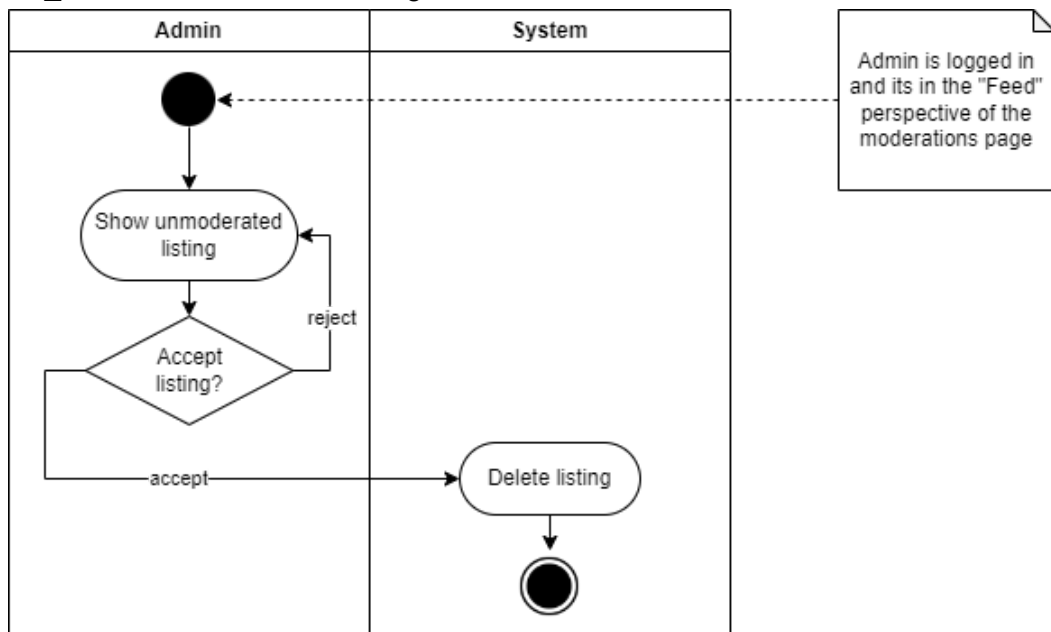 Admin
System
Admin is logged in
and its in the "Feed"
perspective of the
moderations page
Show unmoderated
listing
reject
Accept
listing?
accept
Delete listing